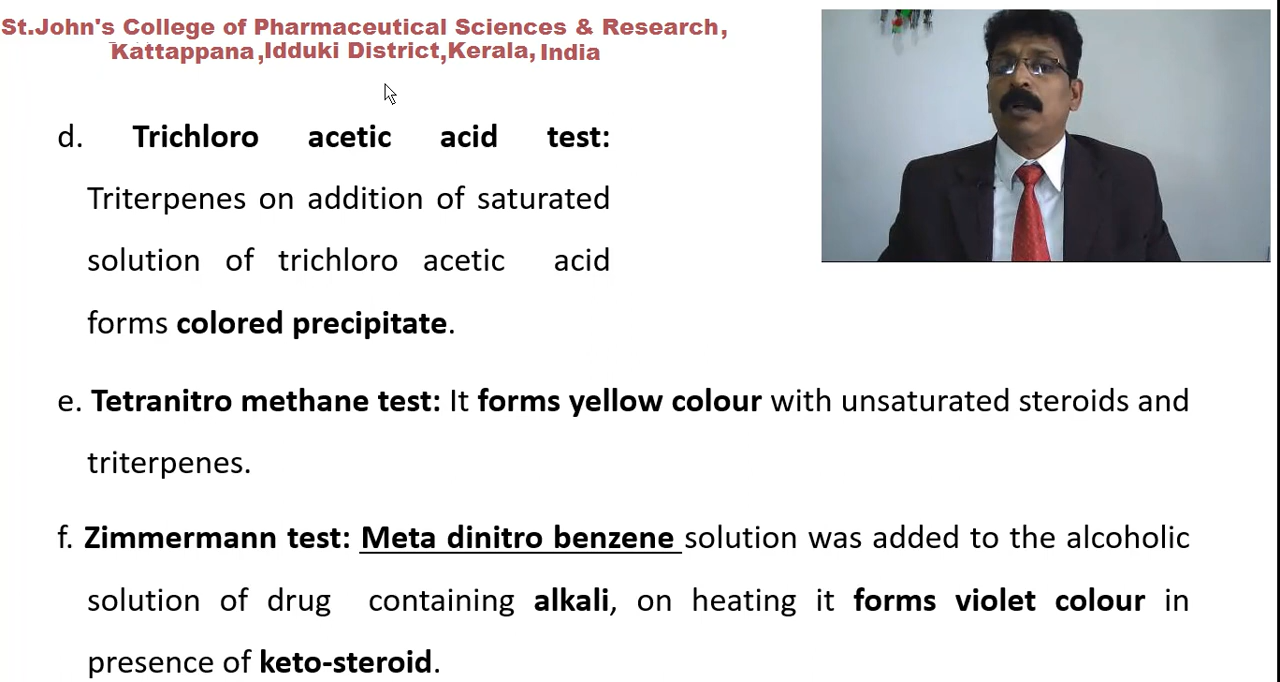 St.John's College of Pharmaceutical Sciences & Research,
Kattappana,Idduki District,Kerala, India
d. Trichloro acetic acid test:
Triterpenes on addition of saturated
solution of trichloro acetic acid
forms colored precipitate.
e. Tetranitro methane test: It forms yellow colour with unsaturated steroids and
triterpenes.
f. Zimmermann test: Meta dinitro benzene solution was added to the alcoholic
solution of drug containing alkali, on heating it forms violet colour in
presence of keto-steroid.